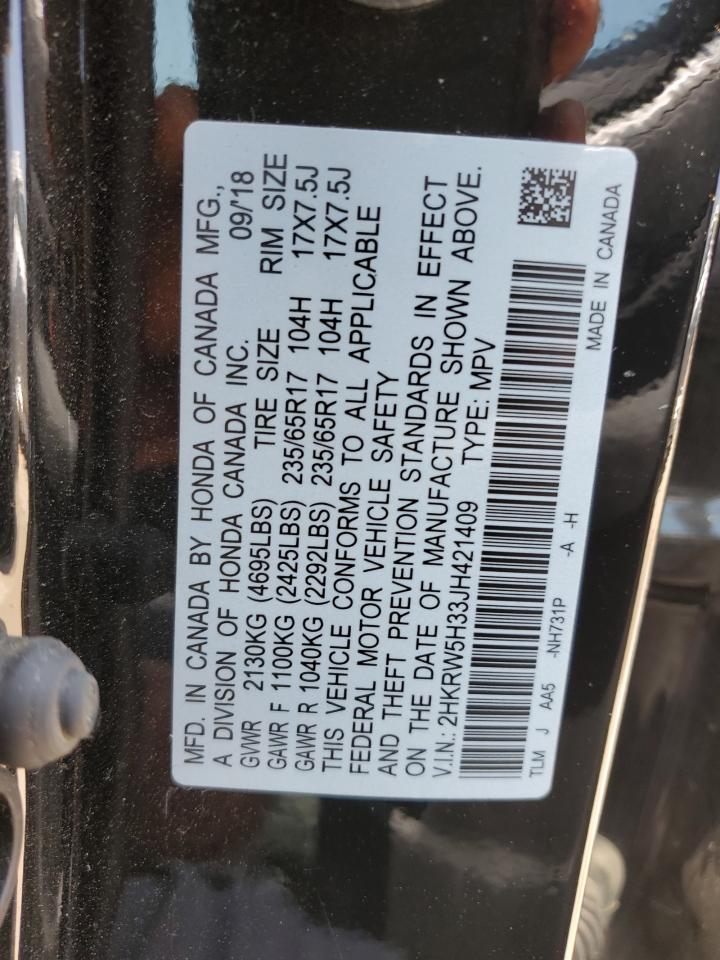 MFD. IN CANADA BY HONDA OF CANADA MFG.,
A DIVISION OF HONDA CANADA INC. 09/'18
GVWR 2130KG (4695LBS) TIRE SIZE RIM SIZE
GAWR F 1100KG (2425LBS) 235/65R17 104H 17X7.5J
GAWR R 1040KG (2292LBS) 235/65R17 104H 17X7.5J
THIS VEHICLE CONFORMS TO ALL APPLICABLE
FEDERAL MOTOR VEHICLE SAFETY
AND THEFT PREVENTION STANDARDS IN EFFECT
ON THE DATE OF MANUFACTURE SHOWN ABOVE.
V.I.N.: 2HKRW5H33JH421409 TYPE: MPV
TLM J AA5 -NH731P -A -H
MADE IN CANADA